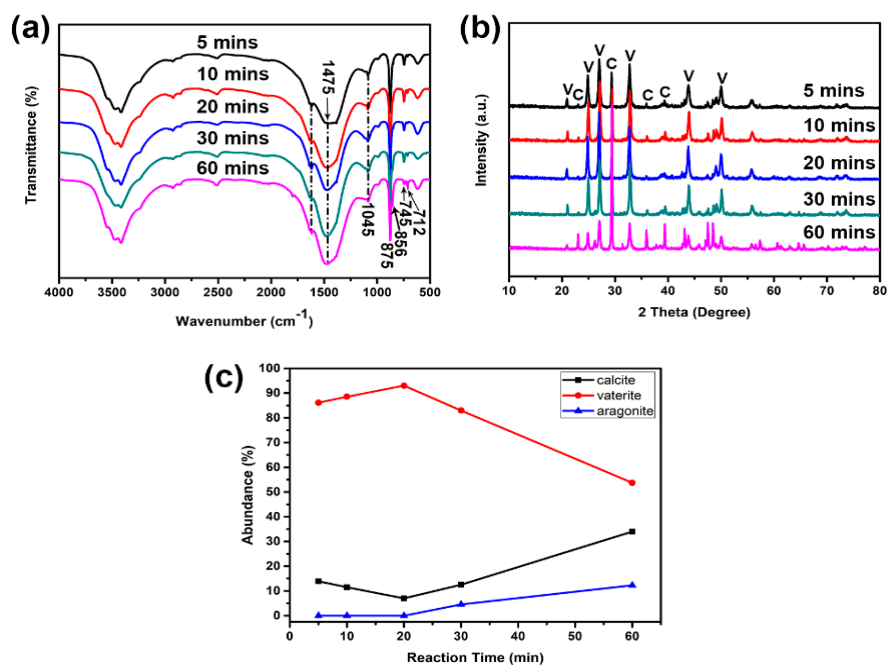 (a)
5 mins
10 mins
20 mins
30 mins
60 mins
1475
1045
875
856
745
712
Transmittance (%)
4000 3500 3000 2500 2000 1500 1000 500
Wavenumber (cm-1)
(b)
V C V V C V C C V V
5 mins
10 mins
20 mins
30 mins
60 mins
Intensity (a.u.)
10 20 30 40 50 60 70 80
2 Theta (Degree)
(c)
calcite
vaterite
aragonite
100
90
80
70
60
50
40
30
20
10
0
Abundance (%)
0 10 20 30 40 50 60
Reaction Time (min)